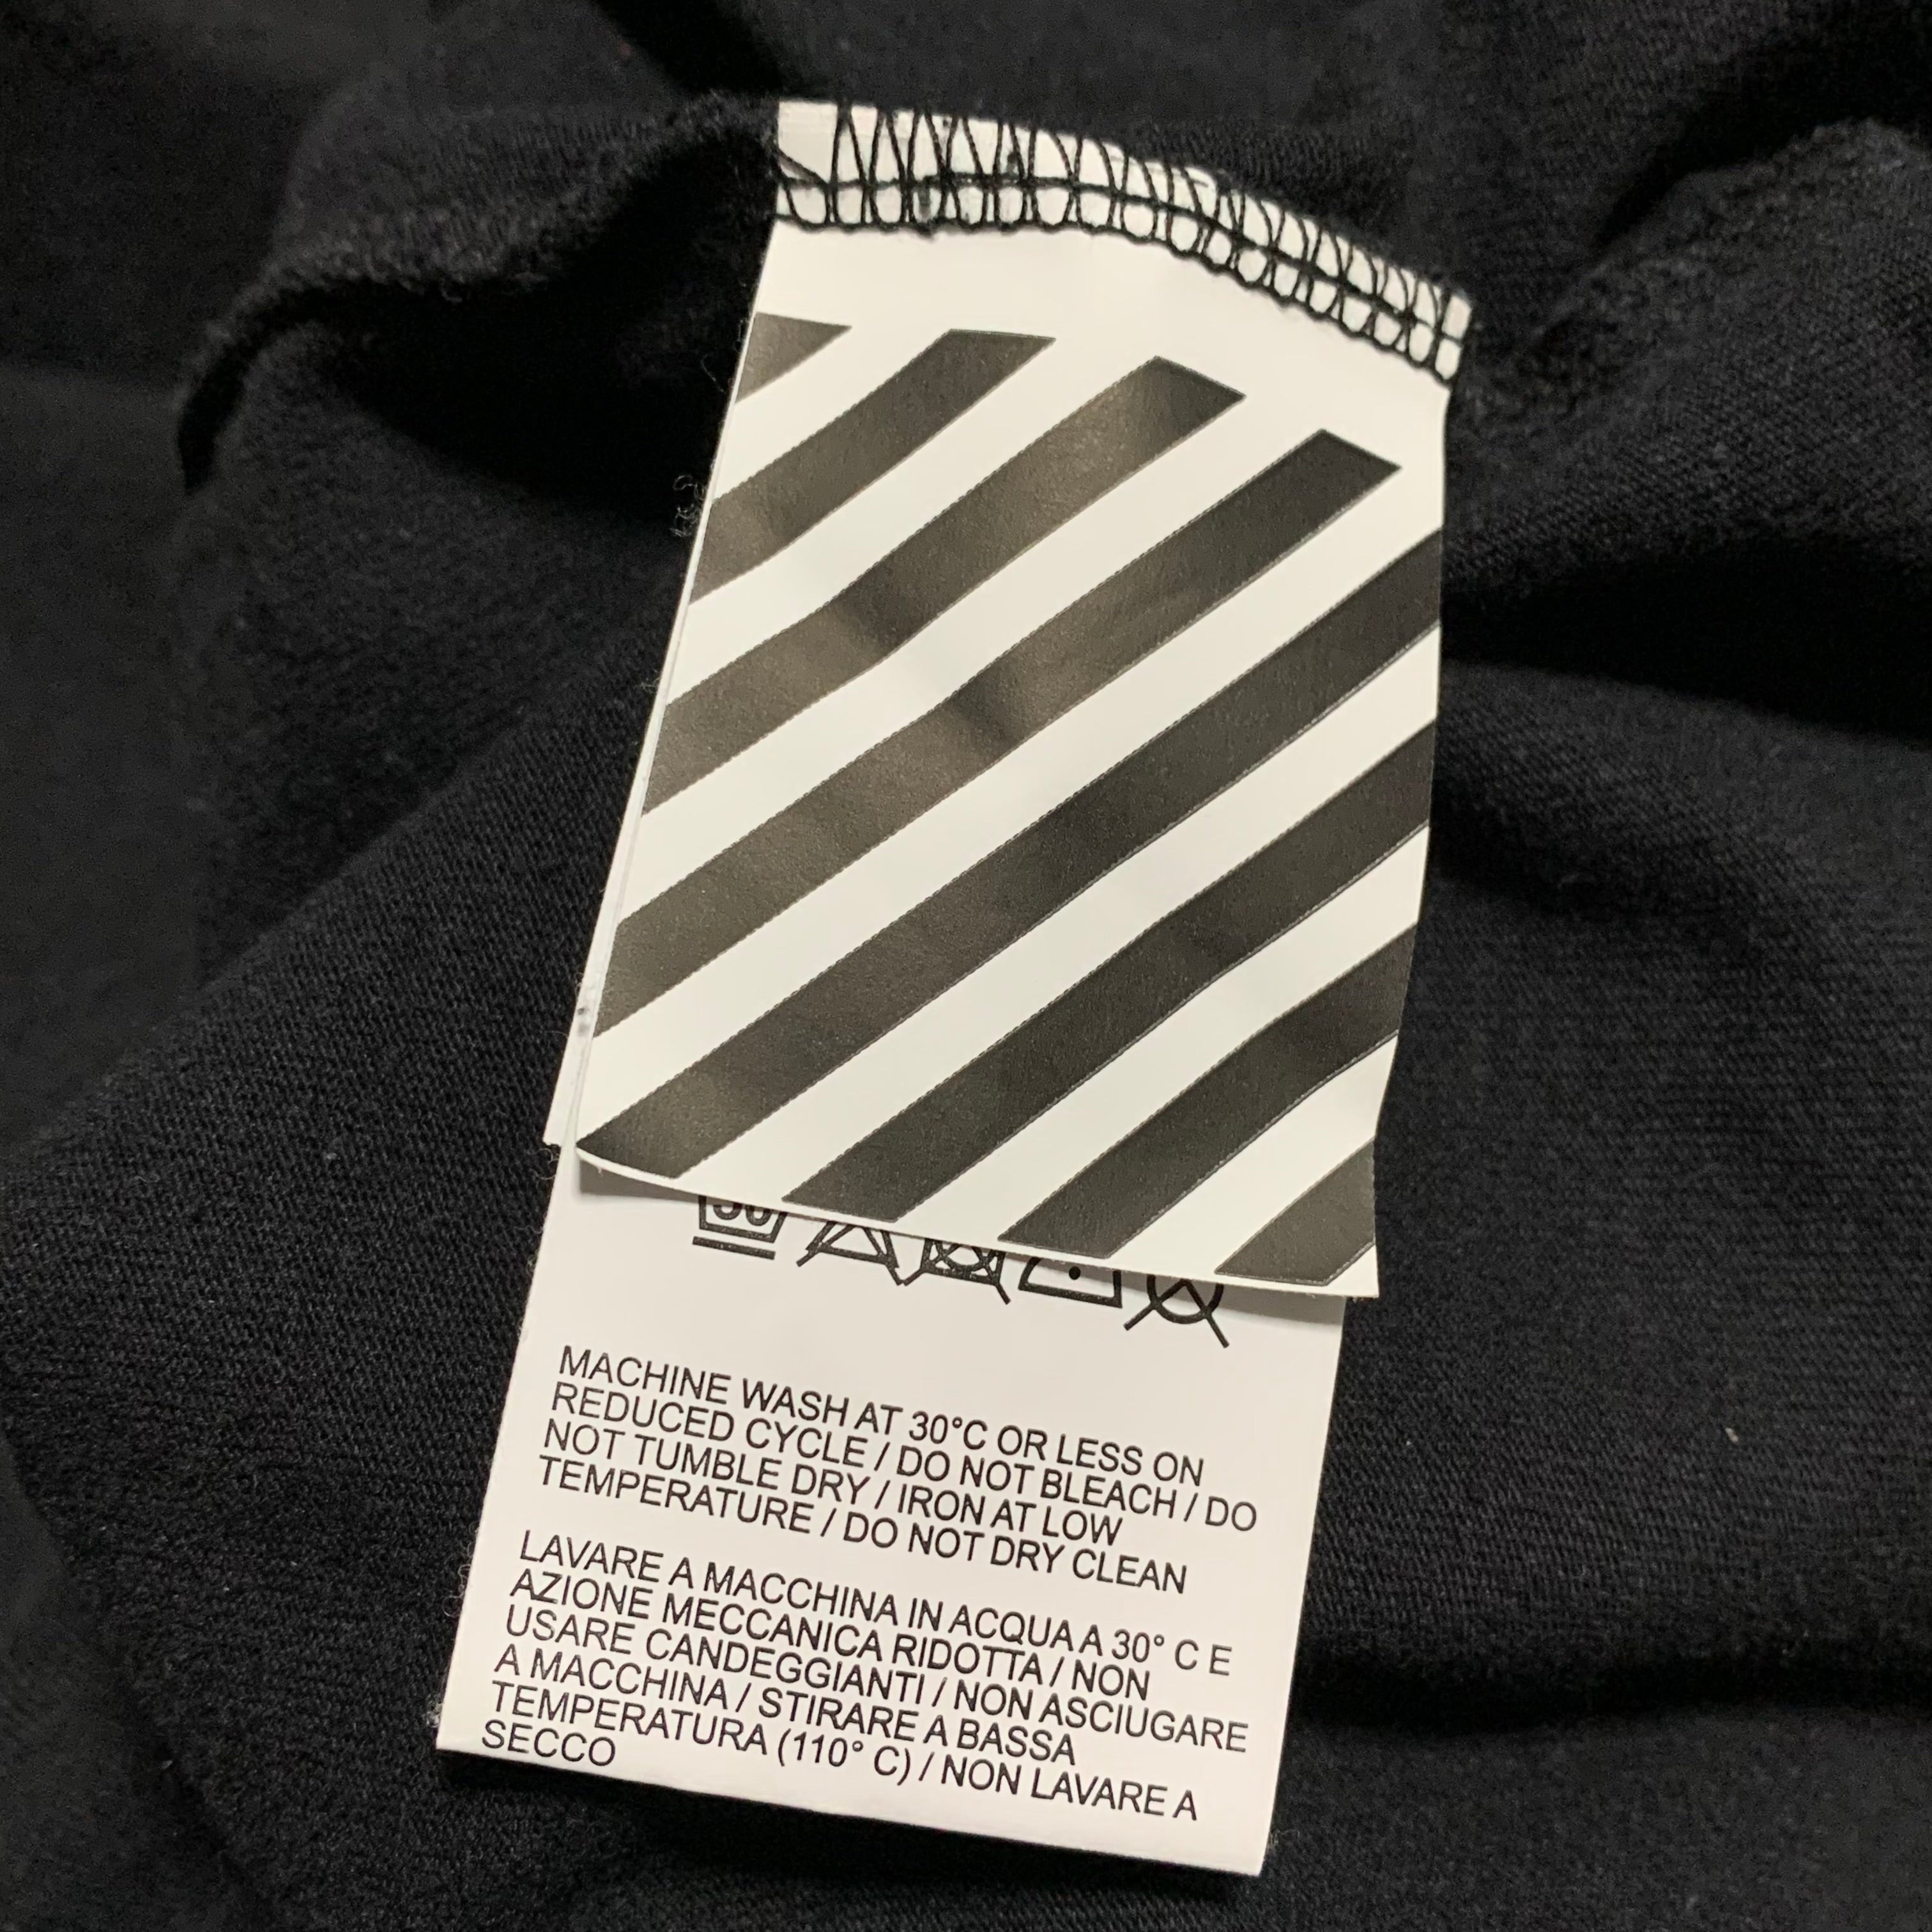 30
MACHINE WASH AT 30°C OR LESS ON
REDUCED CYCLE / DO NOT BLEACH / DO
NOT TUMBLE DRY / IRON AT LOW
TEMPERATURE / DO NOT DRY CLEAN
LAVARE A MACCHINA IN ACQUA A 30° C E
AZIONE MECCANICA RIDOTTA / NON
USARE CANDEGGIANTI / NON ASCIUGARE
A MACCHINA / STIRARE A BASSA
TEMPERATURA (110° C) / NON LAVARE A
SECCO